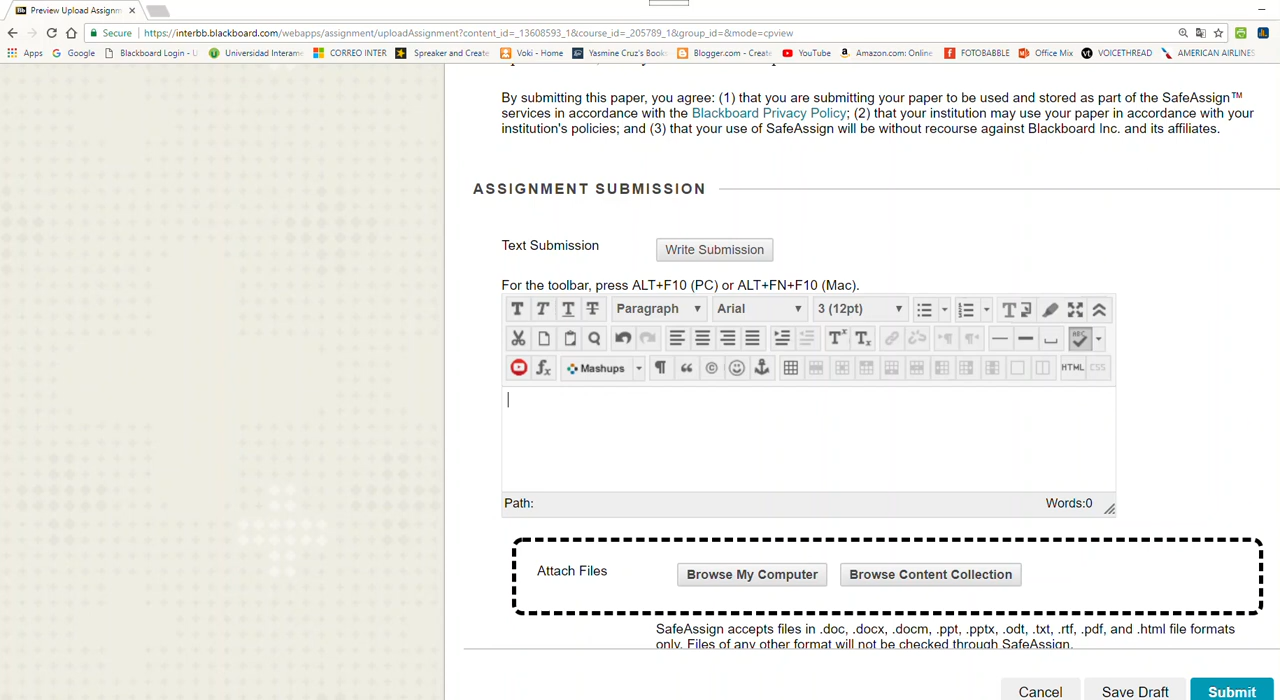 Preview Upload Assignm
Secure https://interbb.blackboard.com/webapps/assignment/uploadAssignment?content_id=_13608593_1&course_id=_205789_1&group_id=&mode=cpview
Apps Google Blackboard Login - U Universidad Interame CORREO INTER Spreaker and Create Voki - Home Yasmine Cruz's Book Blogger.com - Create YouTube Amazon.com: Online FOTOBABBLE Office Mix VOICETHREAD AMERICAN AIRLINES
By submitting this paper, you agree: (1) that you are submitting your paper to be used and stored as part of the SafeAssign™
services in accordance with the Blackboard Privacy Policy; (2) that your institution may use your paper in accordance with your
institution's policies; and (3) that your use of SafeAssign will be without recourse against Blackboard Inc. and its affiliates.
ASSIGNMENT SUBMISSION
Text Submission Write Submission
For the toolbar, press ALT+F10 (PC) or ALT+FN+F10 (Mac).
T T T T Paragraph Arial 3 (12pt)
Mashups HTML CSS
Path: Words:0
Attach Files Browse My Computer Browse Content Collection
SafeAssign accepts files in .doc, .docx, .docm, .ppt, .pptx, .odt, .txt, .rtf, .pdf, and .html file formats
only. Files of any other format will not be checked through SafeAssign.
Cancel Save Draft Submit